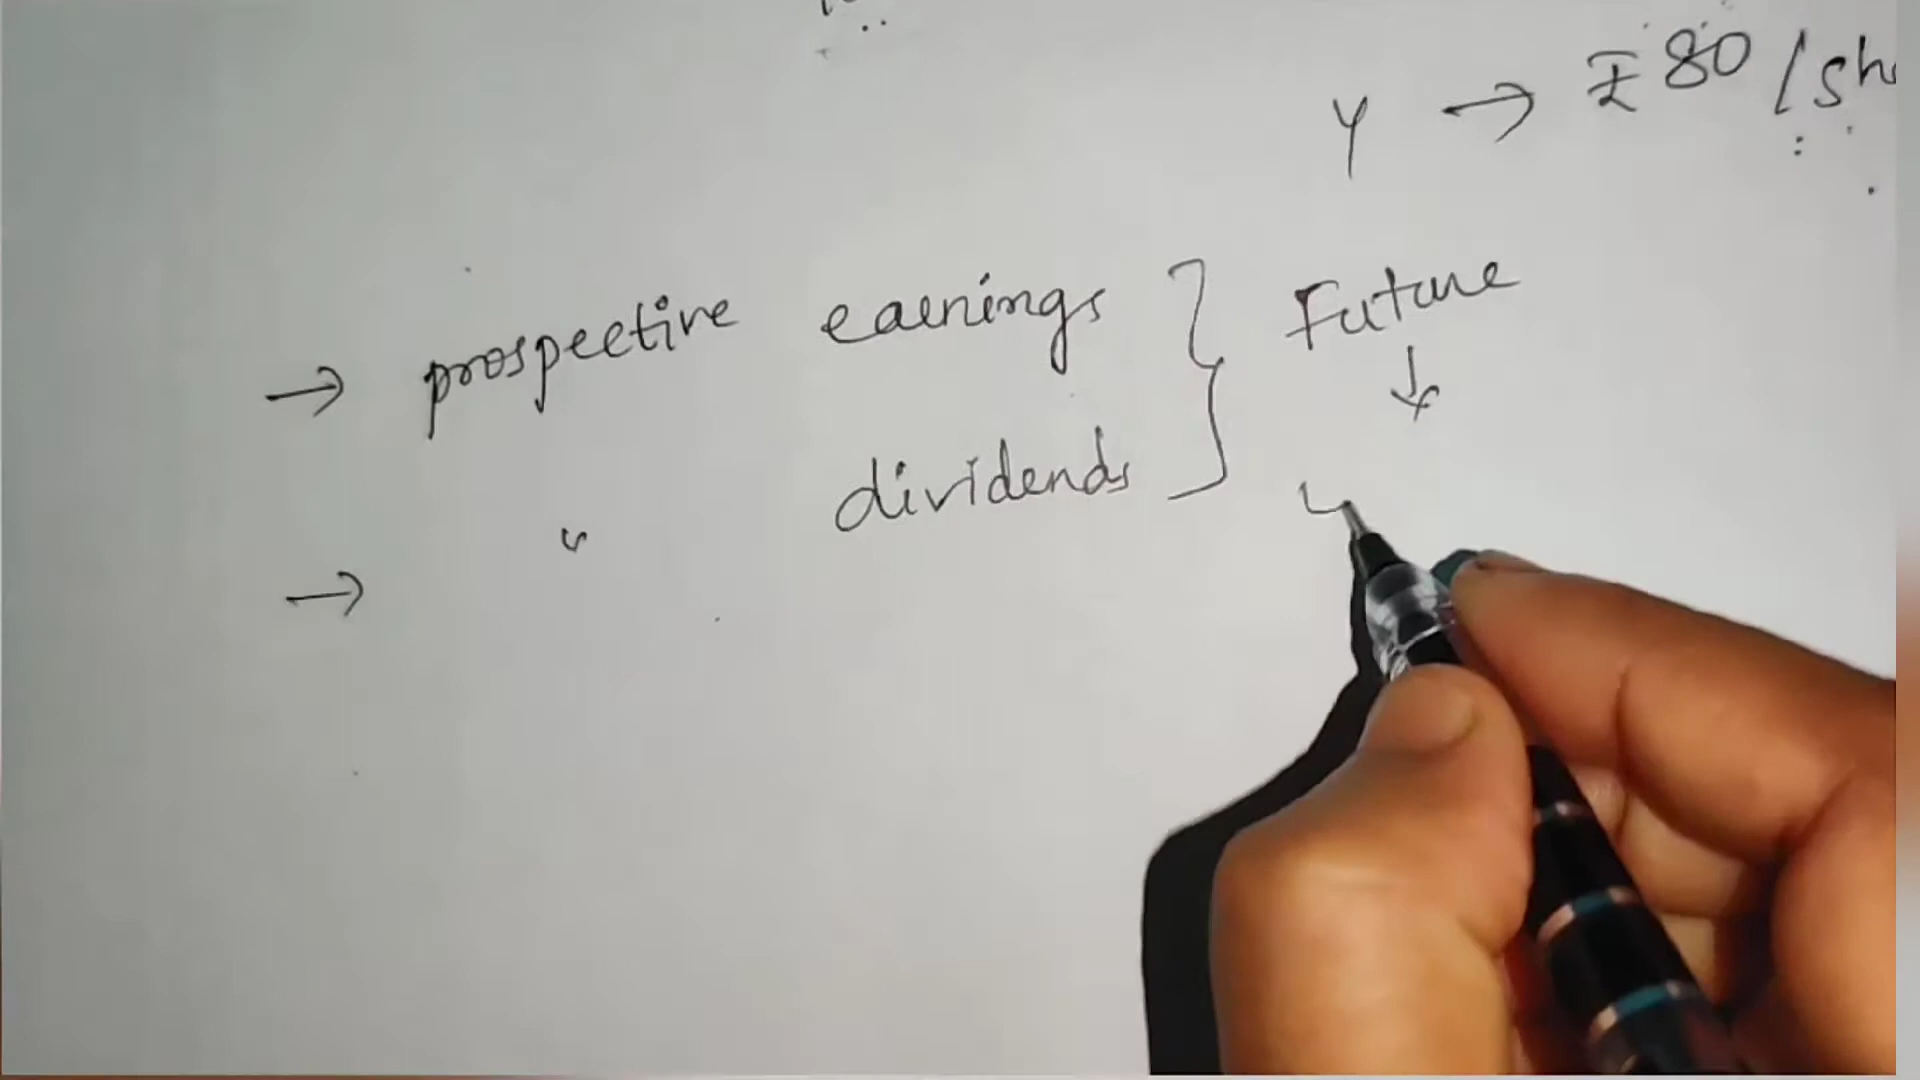 Y → ₹80/sh
→ prospective earnings } Future
↓
→ " dividends